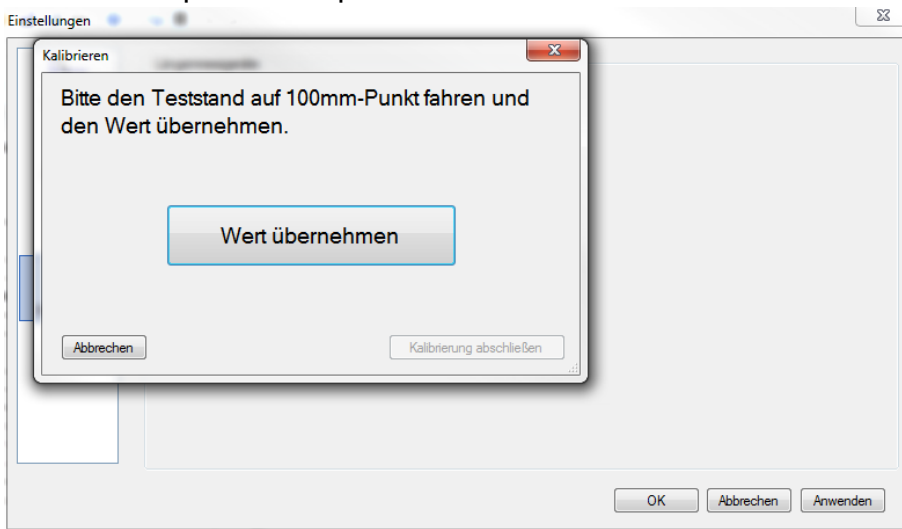 Einstellungen
Kalibrieren
Bitte den Teststand auf 100mm-Punkt fahren und
den Wert übernehmen.
Wert übernehmen
Abbrechen
Kalibrierung abschließen
OK
Abbrechen
Anwenden